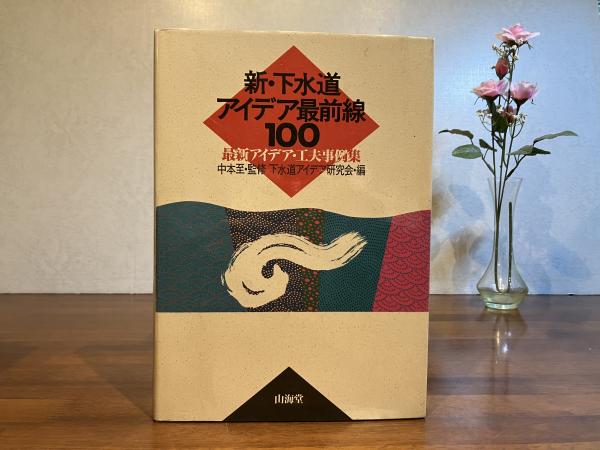 新・下水道
アイデア最前線
100
最新アイデア・工夫事例集
中本至・監修 下水道アイデア研究会・編
山海堂